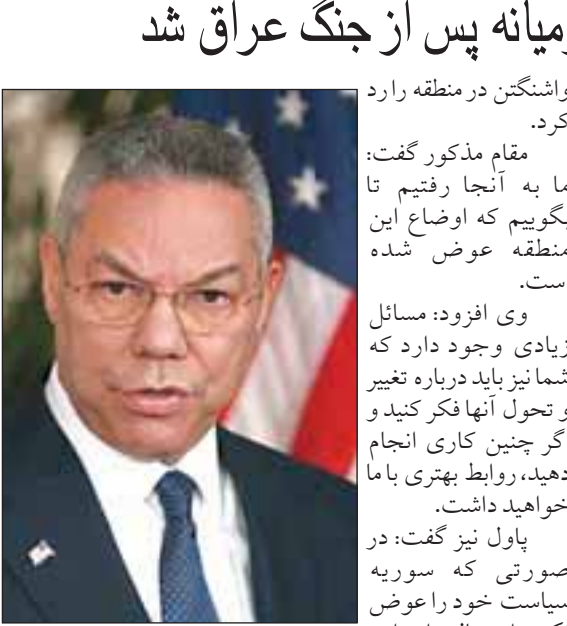 میانه پس از جنگ عراق شد
واشنگتن در منطقه را رد
کرد.
مقام مذکور گفت:
ما به آنجا رفتیم تا
بگوییم که اوضاع این
منطقه عوض شده
است.
وی افزود: مسائل
زیادی وجود دارد که
شما نیز باید درباره تغییر
و تحول آنها فکر کنید و
گر چنین کاری انجام
دهید، روابط بهتری با ما
خواهید داشت.
پاول نیز گفت: در
صورتی که سوریه
سیاست خود را عوض